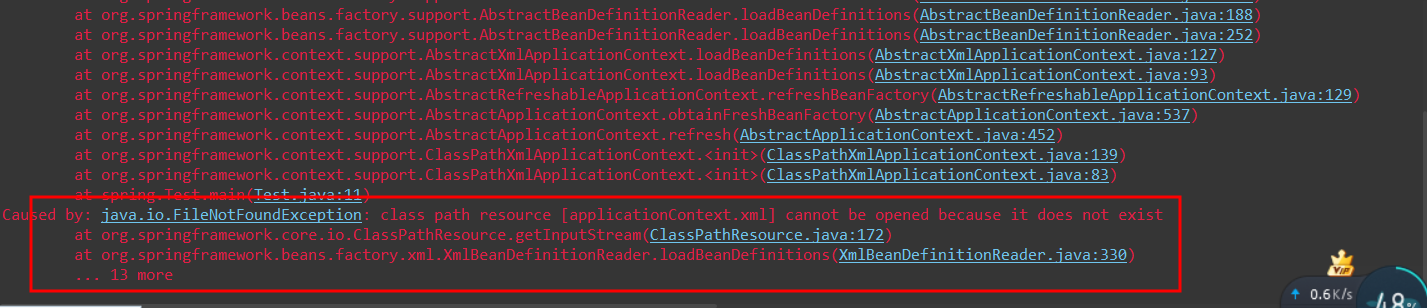 at org.springframework.beans.factory.support.AbstractBeanDefinitionReader.loadBeanDefinitions(AbstractBeanDefinitionReader.java:188)
at org.springframework.beans.factory.support.AbstractBeanDefinitionReader.loadBeanDefinitions(AbstractBeanDefinitionReader.java:252)
at org.springframework.context.support.AbstractXmlApplicationContext.loadBeanDefinitions(AbstractXmlApplicationContext.java:127)
at org.springframework.context.support.AbstractXmlApplicationContext.loadBeanDefinitions(AbstractXmlApplicationContext.java:93)
at org.springframework.context.support.AbstractRefreshableApplicationContext.refreshBeanFactory(AbstractRefreshableApplicationContext.java:129)
at org.springframework.context.support.AbstractApplicationContext.obtainFreshBeanFactory(AbstractApplicationContext.java:537)
at org.springframework.context.support.AbstractApplicationContext.refresh(AbstractApplicationContext.java:452)
at org.springframework.context.support.ClassPathXmlApplicationContext.<init>(ClassPathXmlApplicationContext.java:139)
at org.springframework.context.support.ClassPathXmlApplicationContext.<init>(ClassPathXmlApplicationContext.java:83)
at spring.Test.main(Test.java:11)
Caused by: java.io.FileNotFoundException: class path resource [applicationContext.xml] cannot be opened because it does not exist
at org.springframework.core.io.ClassPathResource.getInputStream(ClassPathResource.java:172)
at org.springframework.beans.factory.xml.XmlBeanDefinitionReader.loadBeanDefinitions(XmlBeanDefinitionReader.java:330)
... 13 more
VIP
↑ 0.6K/s
48%